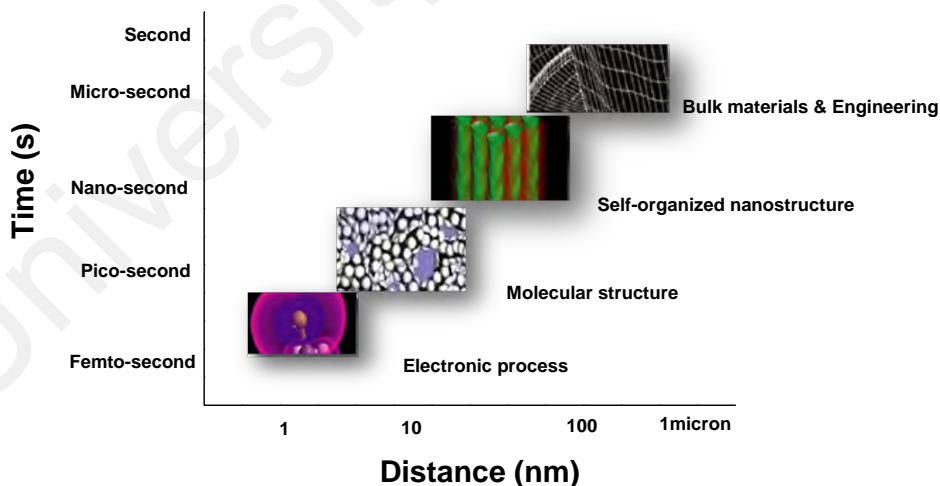 University
Second
Micro-second
Bulk materials & Engineering
Time (s)
Nano-second
Self-organized nanostructure
Pico-second
Molecular structure
Femto-second
Electronic process
1
10
100
1micron
Distance (nm)